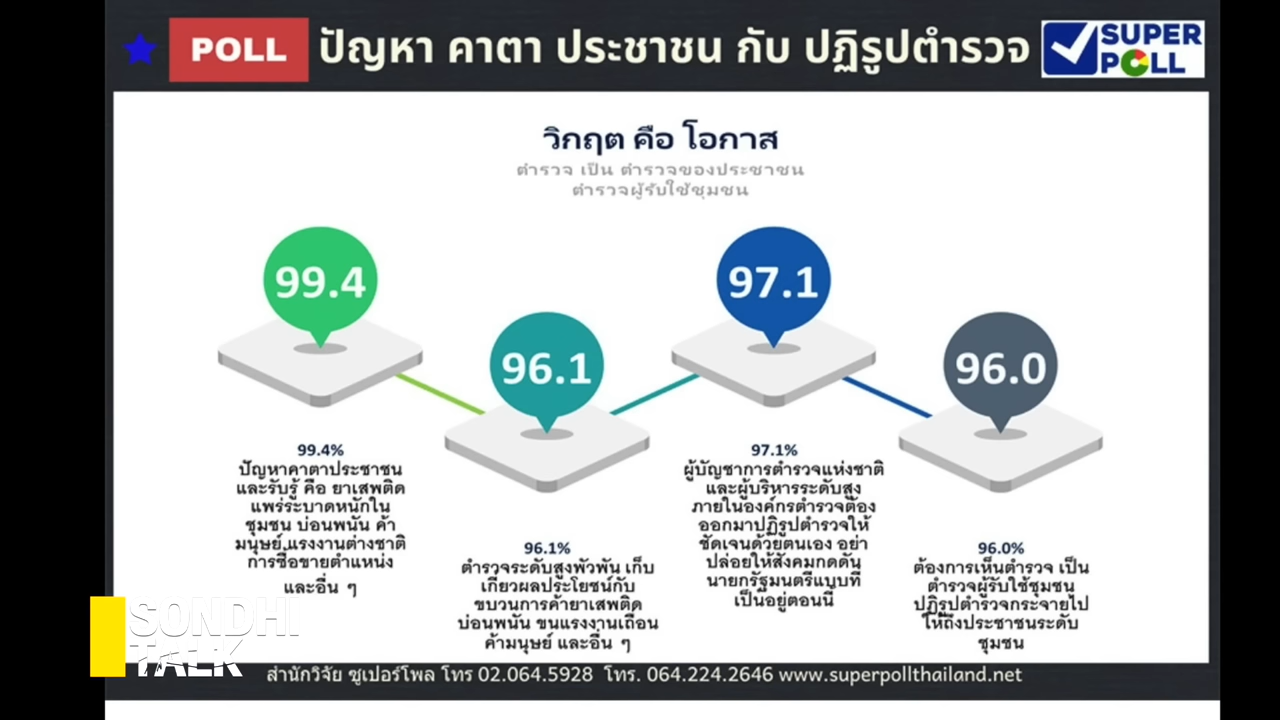 POLL ปัญหา คาตา ประชาชน กับ ปฏิรูปตำรวจ SUPER POLL
วิกฤต คือ โอกาส
ตำรวจ เป็น ตำรวจของประชาชน
ตำรวจผู้รับใช้ชุมชน
99.4
96.1
97.1
96.0
99.4%
ปัญหาคาตาประชาชน
และรับรู้ คือ ยาเสพติด
แพร่ระบาดหนักใน
ชุมชน บ่อนพนัน ค้า
มนุษย์ แรงงานต่างชาติ
การซื้อขายตำแหน่ง
และอื่น ๆ
96.1%
ตำรวจระดับสูงพัวพัน เก็บ
เกี่ยวผลประโยชน์กับ
ขบวนการค้ายาเสพติด
บ่อนพนัน ขนแรงงานเถื่อน
ค้ามนุษย์ และอื่น ๆ
97.1%
ผู้บัญชาการตำรวจแห่งชาติ
และผู้บริหารระดับสูง
ภายในองค์กรตำรวจต้อง
ออกมาปฏิรูปตำรวจให้
ชัดเจนด้วยตนเอง อย่า
ปล่อยให้สังคมกดดัน
นายกรัฐมนตรีแบบที่
เป็นอยู่ตอนนี้
96.0%
ต้องการเห็นตำรวจ เป็น
ตำรวจผู้รับใช้ชุมชน
ปฏิรูปตำรวจกระจายไป
ให้ถึงประชาชนระดับ
ชุมชน
SONDHI
TALK
สำนักวิจัย ซูเปอร์โพล โทร 02.064.5928 โทร. 064.224.2646 www.superpollthailand.net